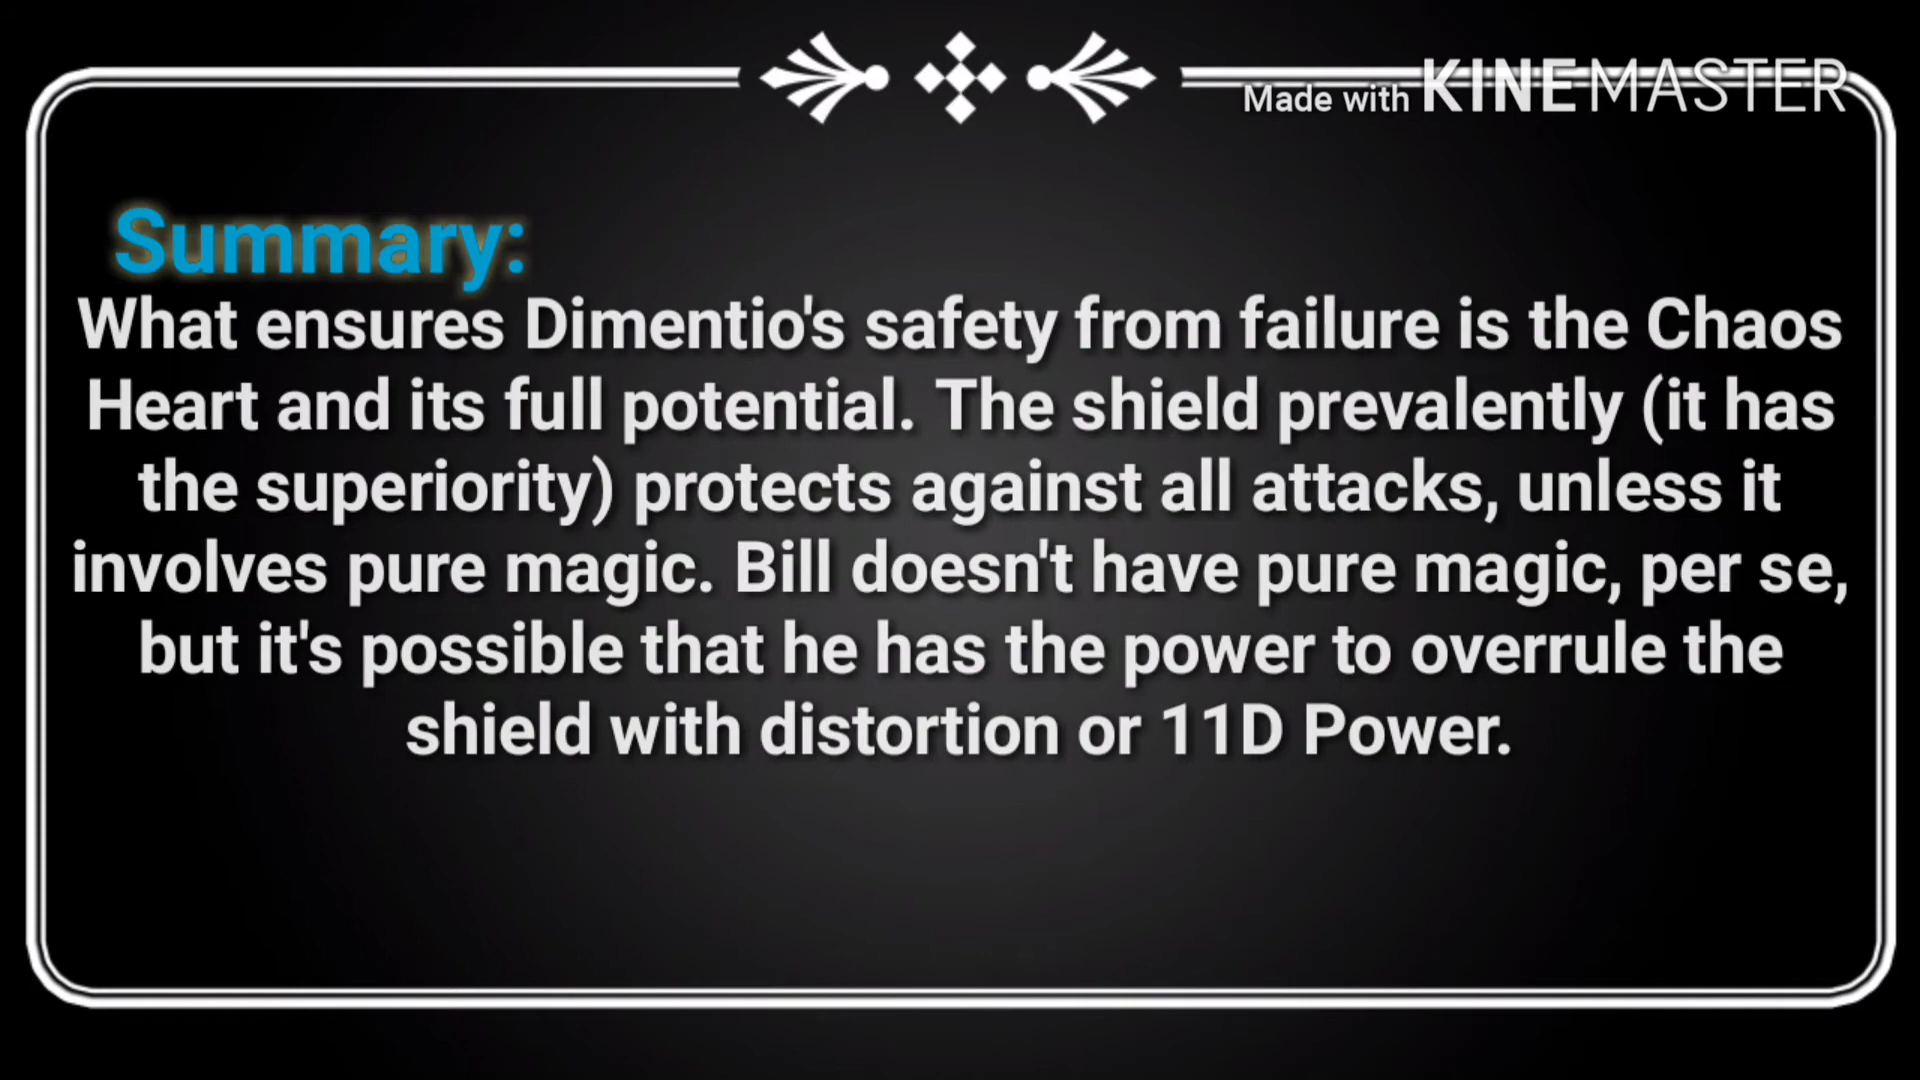 Made with KINEMASTER
Summary:
What ensures Dimentio's safety from failure is the Chaos
Heart and its full potential. The shield prevalently (it has
the superiority) protects against all attacks, unless it
involves pure magic. Bill doesn't have pure magic, per se,
but it's possible that he has the power to overrule the
shield with distortion or 11D Power.